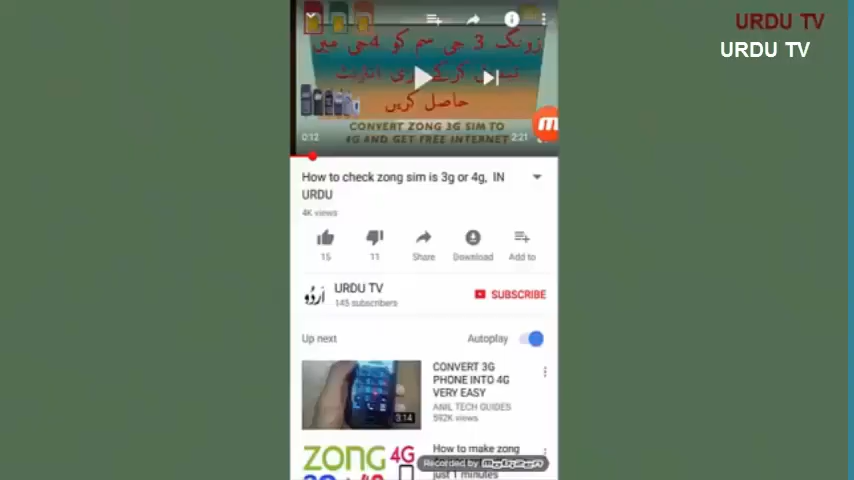 URDU TV
URDU TV
زونگ 3 جی سم کو 4 جی میں
تبدیل کرکے فری انٹرنیٹ
حاصل کریں
CONVERT ZONG 3G SIM TO
4G AND GET FREE INTERNET
0:12
2:21
How to check zong sim is 3g or 4g, IN
URDU
4K views
15
11
Share
Download
Add to
اُردُو
URDU TV
145 subscribers
SUBSCRIBE
Up next
Autoplay
CONVERT 3G
PHONE INTO 4G
VERY EASY
ANIL TECH GUIDES
592K views
3:14
ZONG 4G
How to make zong
just 1 minutes
Recorded by